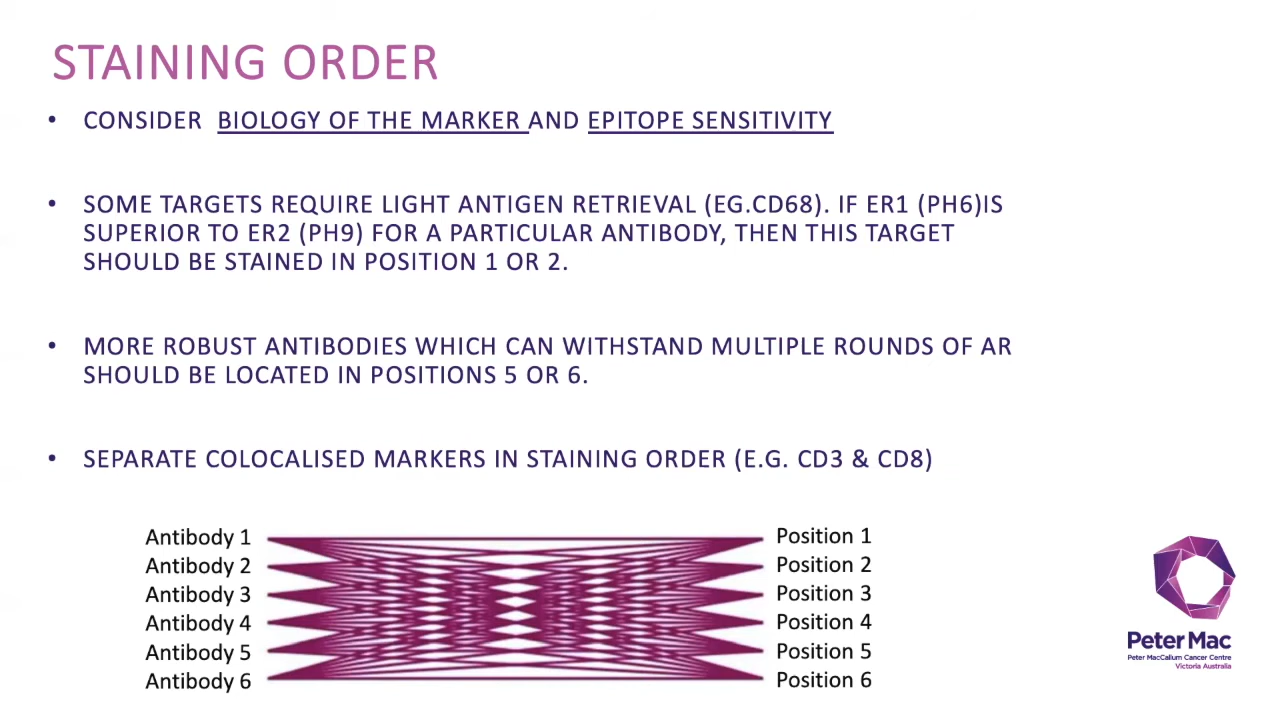 STAINING ORDER
• CONSIDER BIOLOGY OF THE MARKER AND EPITOPE SENSITIVITY
• SOME TARGETS REQUIRE LIGHT ANTIGEN RETRIEVAL (EG.CD68). IF ER1 (PH6)IS
SUPERIOR TO ER2 (PH9) FOR A PARTICULAR ANTIBODY, THEN THIS TARGET
SHOULD BE STAINED IN POSITION 1 OR 2.
• MORE ROBUST ANTIBODIES WHICH CAN WITHSTAND MULTIPLE ROUNDS OF AR
SHOULD BE LOCATED IN POSITIONS 5 OR 6.
• SEPARATE COLOCALISED MARKERS IN STAINING ORDER (E.G. CD3 & CD8)
Antibody 1
Antibody 2
Antibody 3
Antibody 4
Antibody 5
Antibody 6
Position 1
Position 2
Position 3
Position 4
Position 5
Position 6
Peter Mac
Peter MacCallum Cancer Centre
Victoria Australia